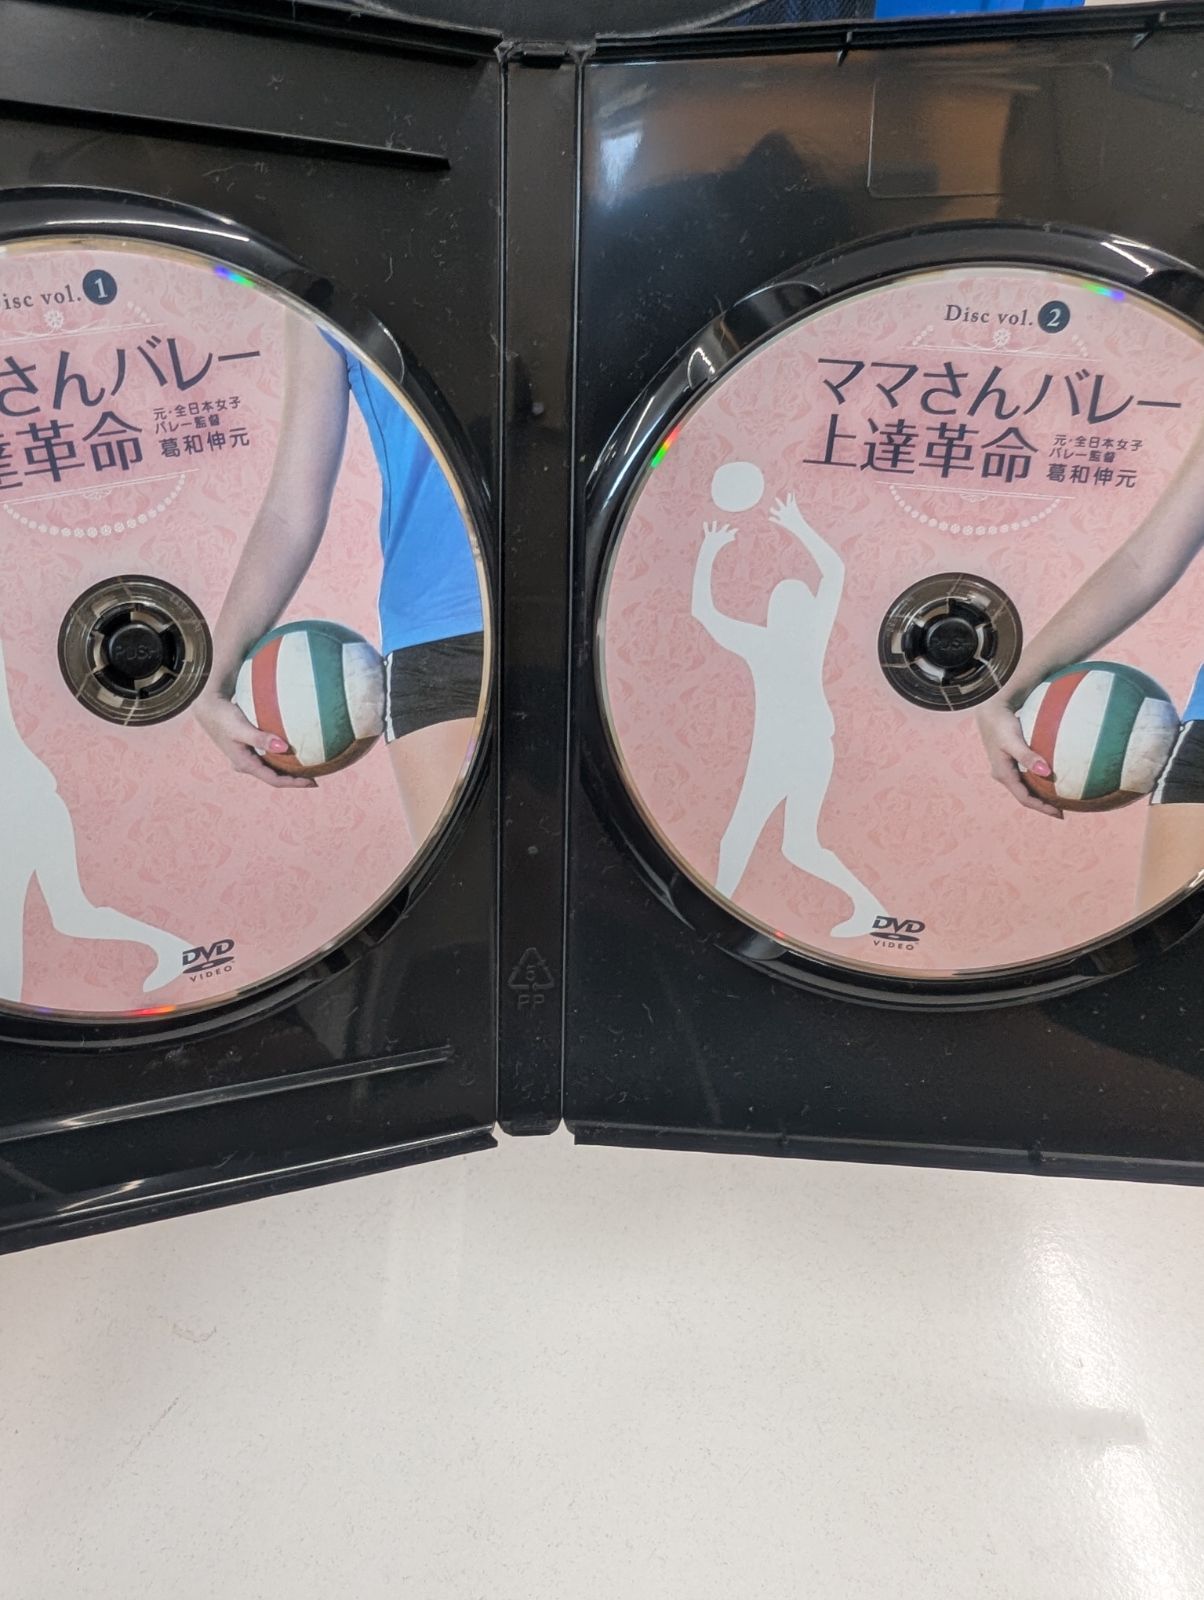 isc vol. 1
さんバレー
達革命
元・全日本女子
バレー監督
葛和伸元
PUSH
DVD
VIDEO
Disc vol. 2
ママさんバレー
上達革命
元・全日本女子
バレー監督
葛和伸元
PUSH
DVD
VIDEO
5
PP